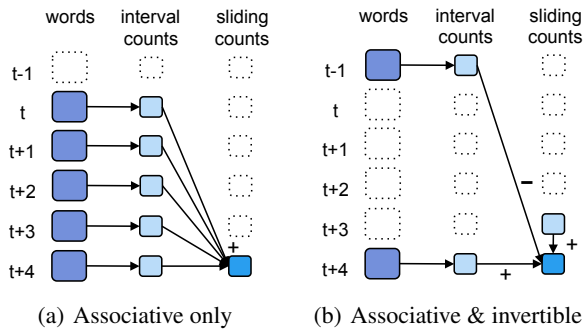 words interval counts sliding counts
t-1
t
t+1
t+2
t+3
t+4
+
(a) Associative only
words interval counts sliding counts
t-1
t
t+1
t+2
t+3
t+4
−
+
+
(b) Associative & invertible